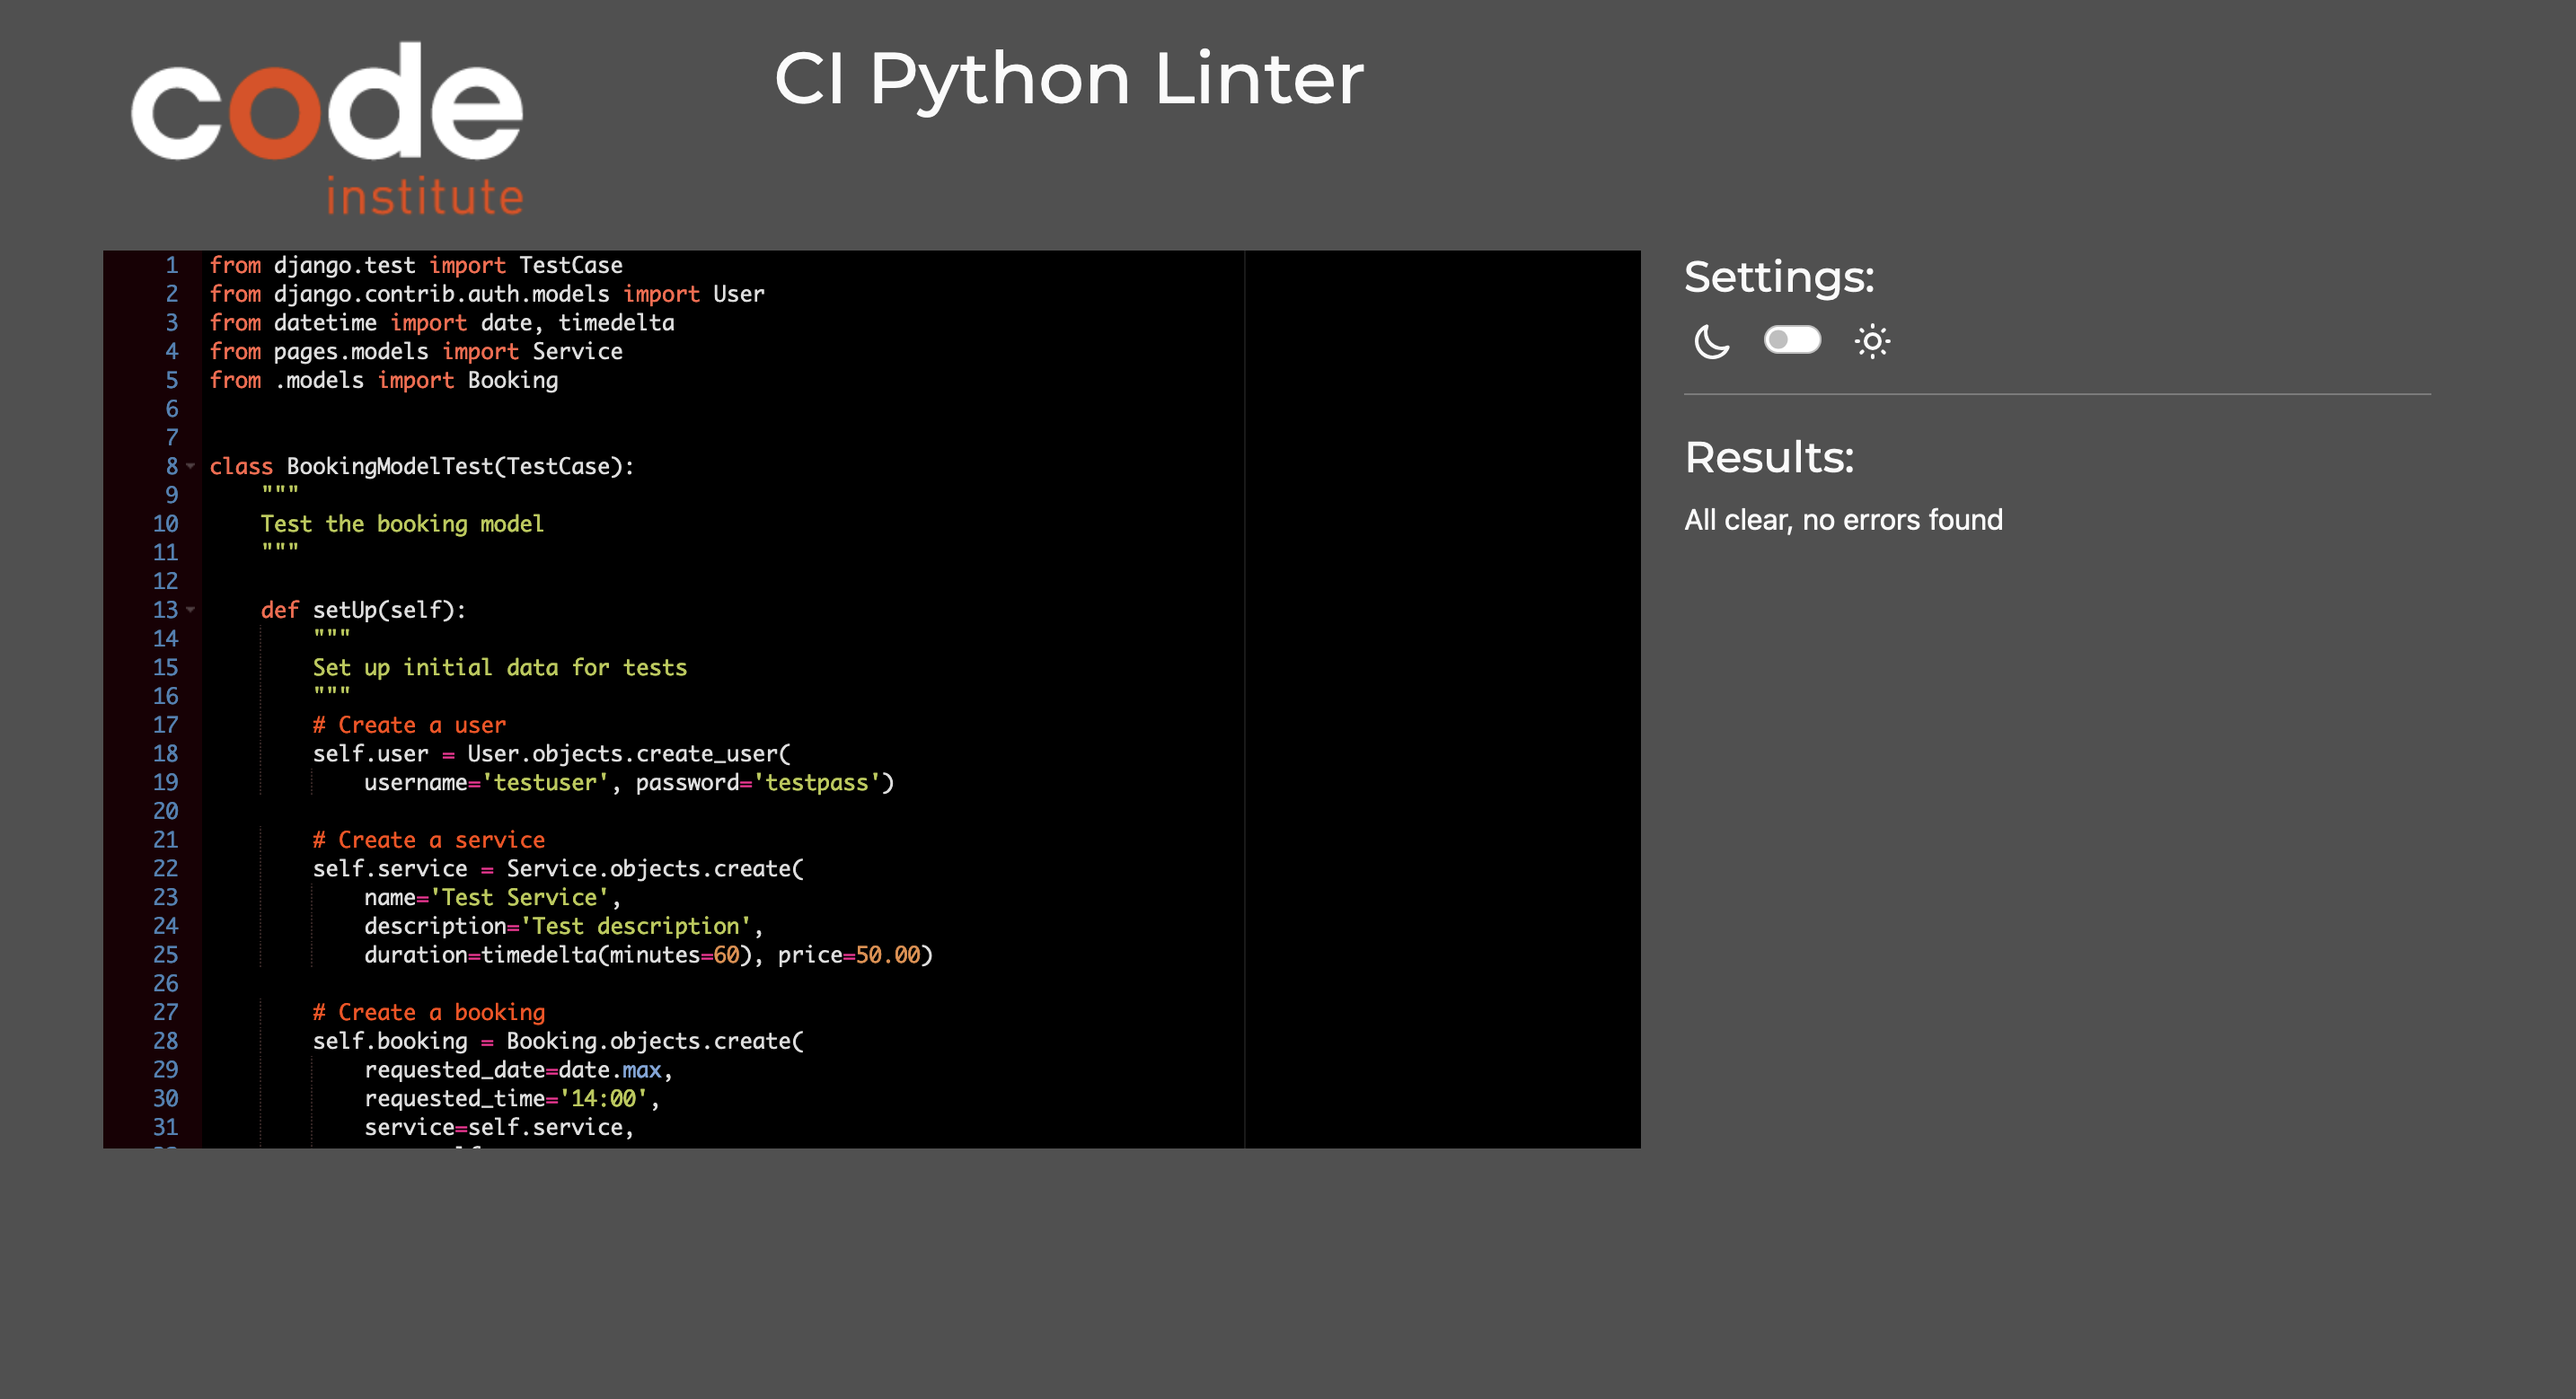 code
institute
CI Python Linter
1 from django.test import TestCase
2 from django.contrib.auth.models import User
3 from datetime import date, timedelta
4 from pages.models import Service
5 from .models import Booking
6
7
8 class BookingModelTest(TestCase):
9     """
10     Test the booking model
11     """
12
13     def setUp(self):
14         """
15         Set up initial data for tests
16         """
17         # Create a user
18         self.user = User.objects.create_user(
19             username='testuser', password='testpass')
20
21         # Create a service
22         self.service = Service.objects.create(
23             name='Test Service',
24             description='Test description',
25             duration=timedelta(minutes=60), price=50.00)
26
27         # Create a booking
28         self.booking = Booking.objects.create(
29             requested_date=date.max,
30             requested_time='14:00',
31             service=self.service,
Settings:
Results:
All clear, no errors found